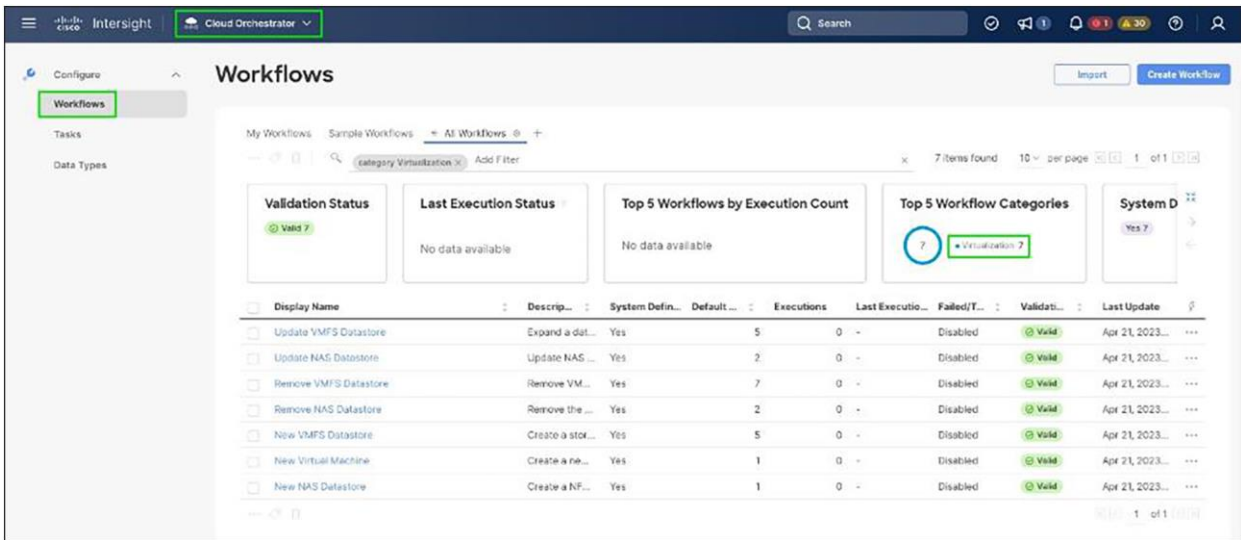 cisco Intersight Cloud Orchestrator Search 1 1 30
Configure
Workflows
Tasks
Data Types
Workflows
Import Create Workflow
My Workflows Sample Workflows All Workflows +
category Virtualization × Add Filter × 7 items found 10 per page 1 of 1
Validation Status
Valid 7
Last Execution Status
No data available
Top 5 Workflows by Execution Count
No data available
Top 5 Workflow Categories
7 Virtualization 7
System D
Yes 7
Display Name Descrip... System Defin... Default ... Executions Last Executio... Failed/T... Validati... Last Update
Update VMFS Datastore Expand a dat... Yes 5 0 - Disabled Valid Apr 21, 2023... ...
Update NAS Datastore Update NAS ... Yes 2 0 - Disabled Valid Apr 21, 2023... ...
Remove VMFS Datastore Remove VM... Yes 7 0 - Disabled Valid Apr 21, 2023... ...
Remove NAS Datastore Remove the ... Yes 2 0 - Disabled Valid Apr 21, 2023... ...
New VMFS Datastore Create a stor... Yes 5 0 - Disabled Valid Apr 21, 2023... ...
New Virtual Machine Create a ne... Yes 1 0 - Disabled Valid Apr 21, 2023... ...
New NAS Datastore Create a NF... Yes 1 0 - Disabled Valid Apr 21, 2023... ...
1 of 1